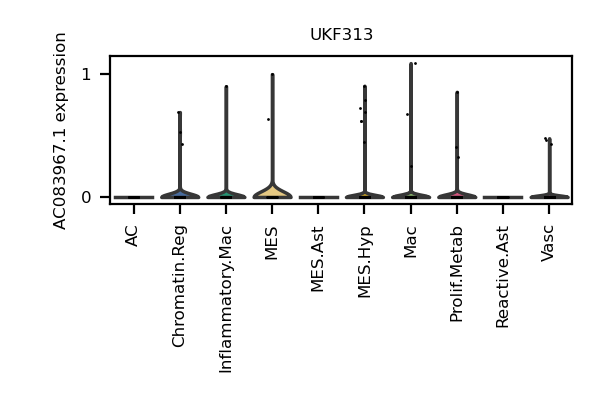 UKF313
AC083967.1 expression
1
0
AC
Chromatin.Reg
Inflammatory.Mac
MES
MES.Ast
MES.Hyp
Mac
Prolif.Metab
Reactive.Ast
Vasc